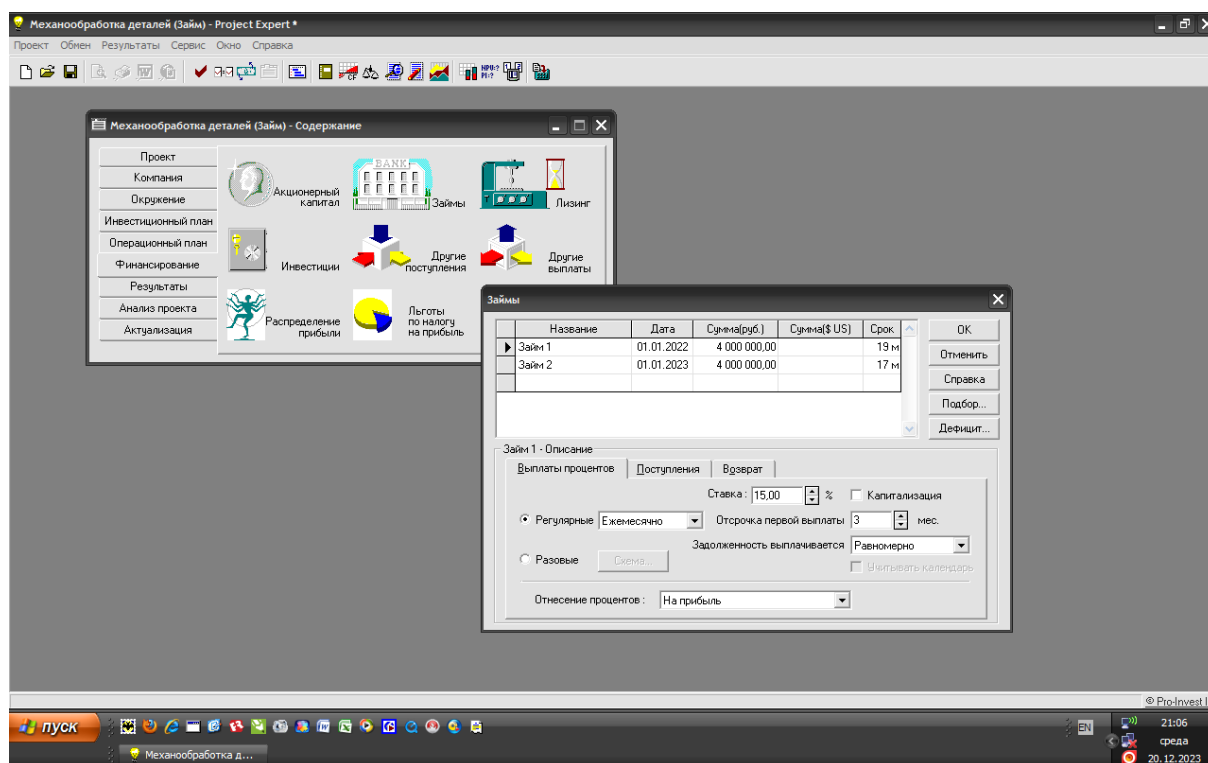 Механообработка деталей (Займ) - Project Expert *
Проект Обмен Результаты Сервис Окно Справка
Механообработка деталей (Займ) - Содержание
Проект
Компания
Окружение
Инвестиционный план
Операционный план
Финансирование
Результаты
Анализ проекта
Актуализация
BANK
Акционерный
капитал
Займы
Лизинг
Инвестиции
Другие
поступления
Другие
выплаты
Распределение
прибыли
Льготы
по налогу
на прибыль
Займы
Название Дата Сумма(руб.) Сумма($ US) Срок
Займ 1 01.01.2022 4 000 000,00 19 м
Займ 2 01.01.2023 4 000 000,00 17 м
OK
Отменить
Справка
Подбор...
Дефицит...
Займ 1 - Описание
Выплаты процентов Поступления Возврат
Ставка : 15,00 % Капитализация
Регулярные Ежемесячно Отсрочка первой выплаты 3 мес.
Задолженность выплачивается Равномерно
Разовые Схема... Учитывать календарь
Отнесение процентов : На прибыль
© Pro-Invest I
пуск
EN
21:06
среда
20.12.2023
Механообработка д...